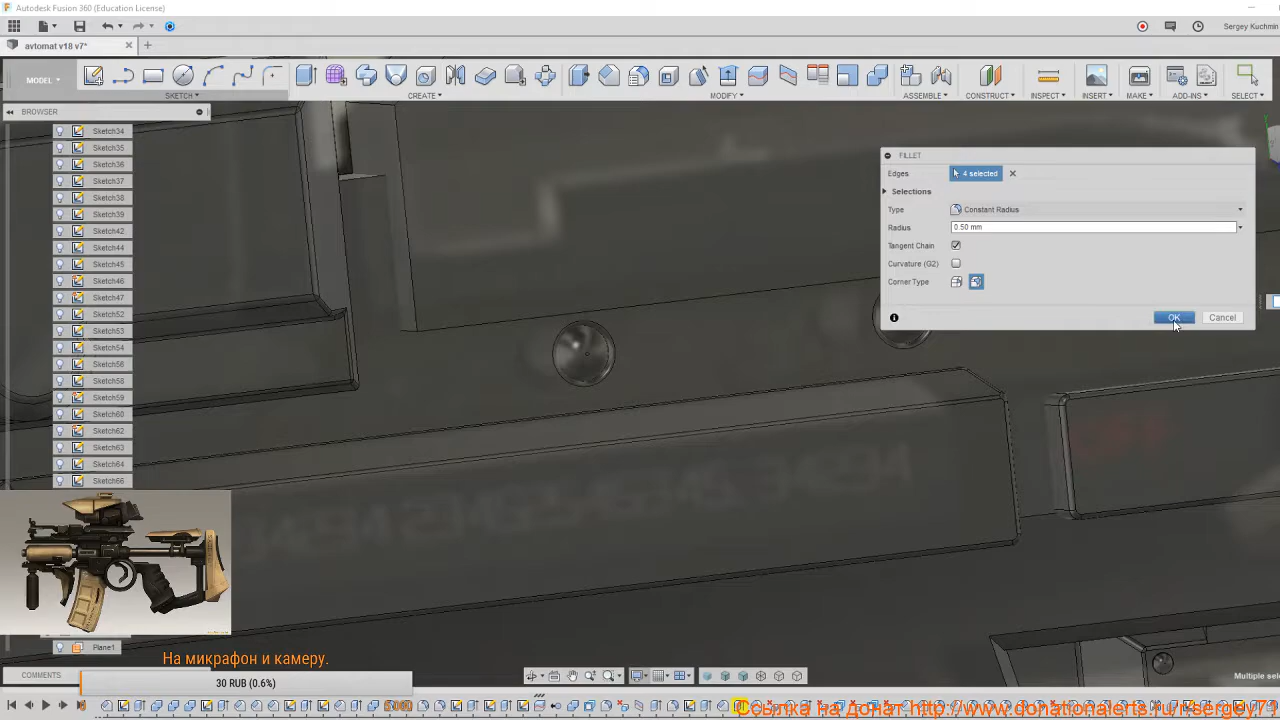 Autodesk Fusion 360 (Education License)
Sergey Kuchmin
avtomat v18 v7*
MODEL
SKETCH
CREATE
MODIFY
ASSEMBLE
CONSTRUCT
INSPECT
INSERT
MAKE
ADD-INS
SELECT
BROWSER
Sketch34
Sketch35
Sketch36
Sketch37
Sketch38
Sketch39
Sketch42
Sketch44
Sketch45
Sketch46
Sketch47
Sketch52
Sketch53
Sketch54
Sketch56
Sketch58
Sketch59
Sketch60
Sketch62
Sketch63
Sketch64
Sketch66
Plane1
FILLET
Edges 4 selected
Selections
Type Constant Radius
Radius 0.50 mm
Tangent Chain
Curvature (G2)
Corner Type
OK Cancel
На микрофон и камеру.
COMMENTS
30 RUB (0.6%)
Multiple sel
Ссылка на донат:http://www.donationalerts.ru/r/sergey71